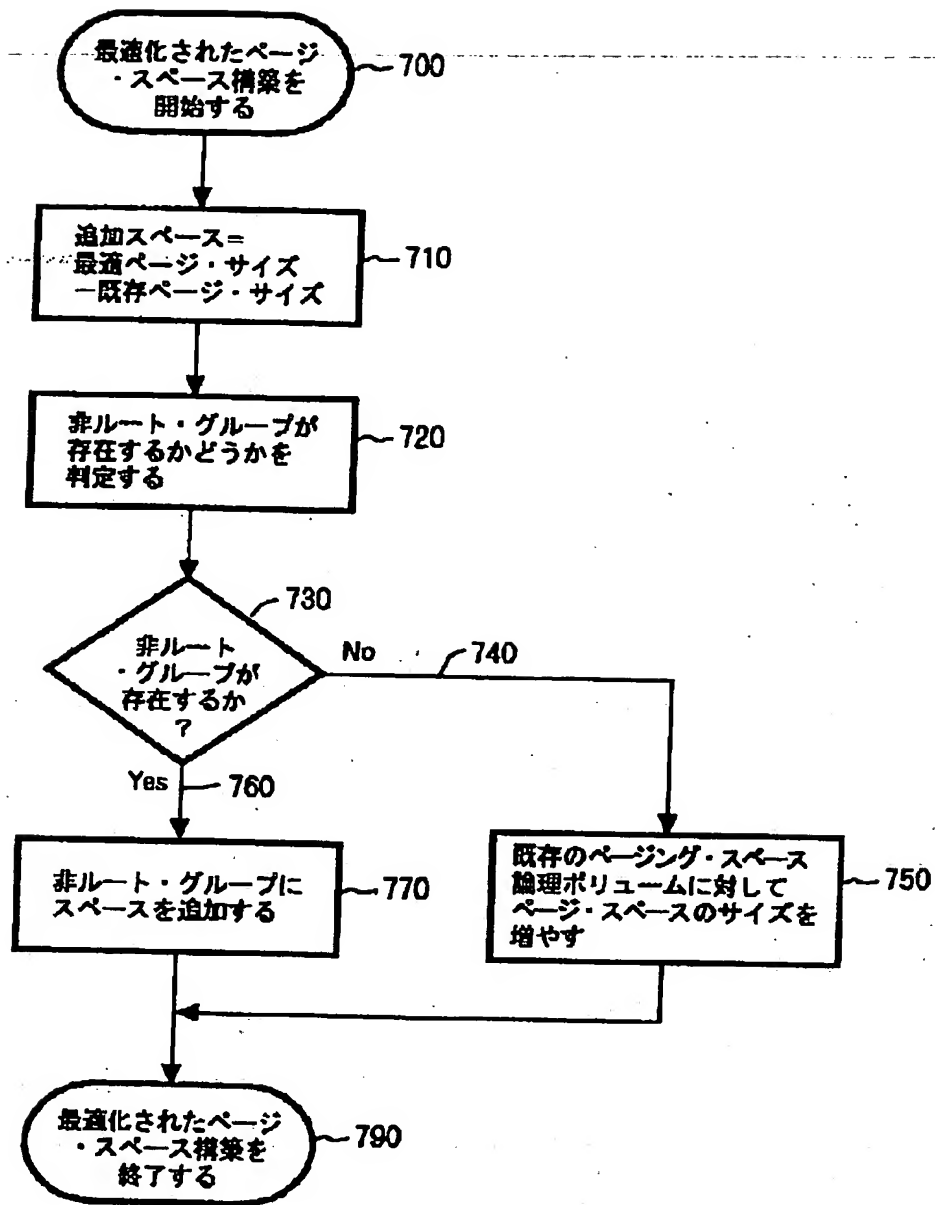 最適化されたページ
・スペース構築を
開始する
700
追加スペース=
最適ページ・サイズ
ー既存ページ・サイズ
710
非ルート・グループが
存在するかどうかを
判定する
720
730
非ルート
・グループが
存在するか
?
No
740
Yes
760
非ルート・グループに
スペースを追加する
770
既存のページング・スペース
論理ボリュームに対して
ページ・スペースのサイズを
増やす
750
最適化されたページ
・スペース構築を
終了する
790